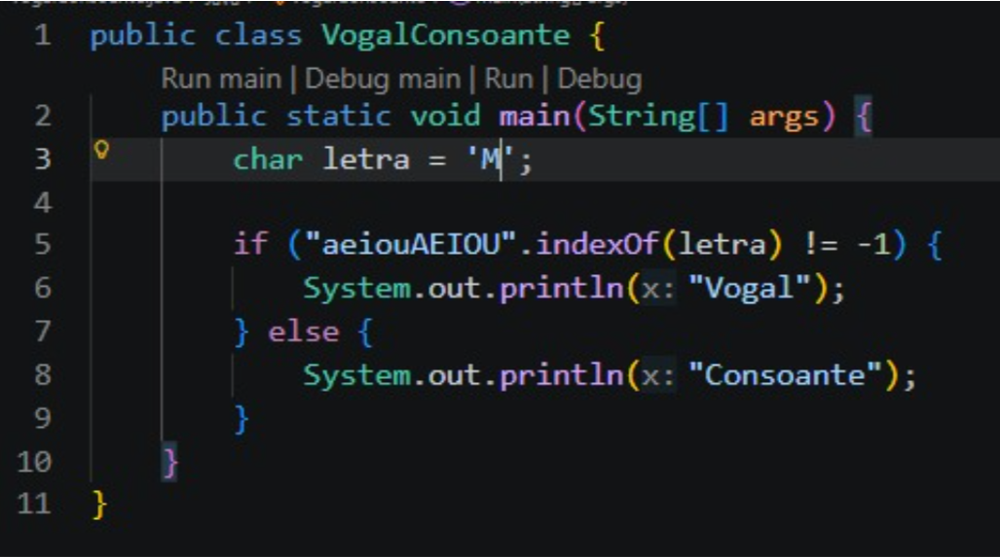 1 public class VogalConsoante {
Run main | Debug main | Run | Debug
2 public static void main(String[] args) {
3 char letra = 'M';
4
5 if ("aeiouAEIOU".indexOf(letra) != -1) {
6 System.out.println(x: "Vogal");
7 } else {
8 System.out.println(x: "Consoante");
9 }
10 }
11 }